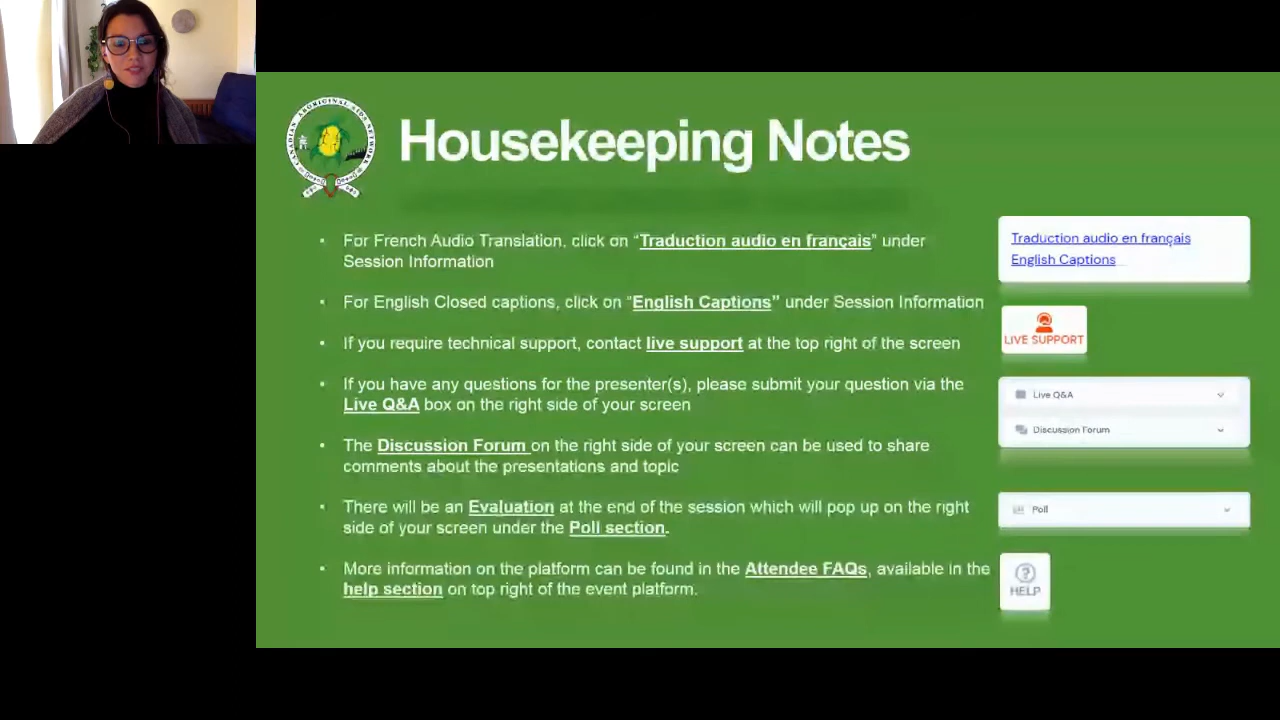 CANADIAN ABORIGINAL AIDS NETWORK
Housekeeping Notes
• For French Audio Translation, click on “Traduction audio en français” under
Session Information
• For English Closed captions, click on “English Captions” under Session Information
• If you require technical support, contact live support at the top right of the screen
• If you have any questions for the presenter(s), please submit your question via the
Live Q&A box on the right side of your screen
• The Discussion Forum on the right side of your screen can be used to share
comments about the presentations and topic
• There will be an Evaluation at the end of the session which will pop up on the right
side of your screen under the Poll section.
• More information on the platform can be found in the Attendee FAQs, available in the
help section on top right of the event platform.
Traduction audio en français
English Captions
LIVE SUPPORT
Live Q&A
Discussion Forum
Poll
HELP